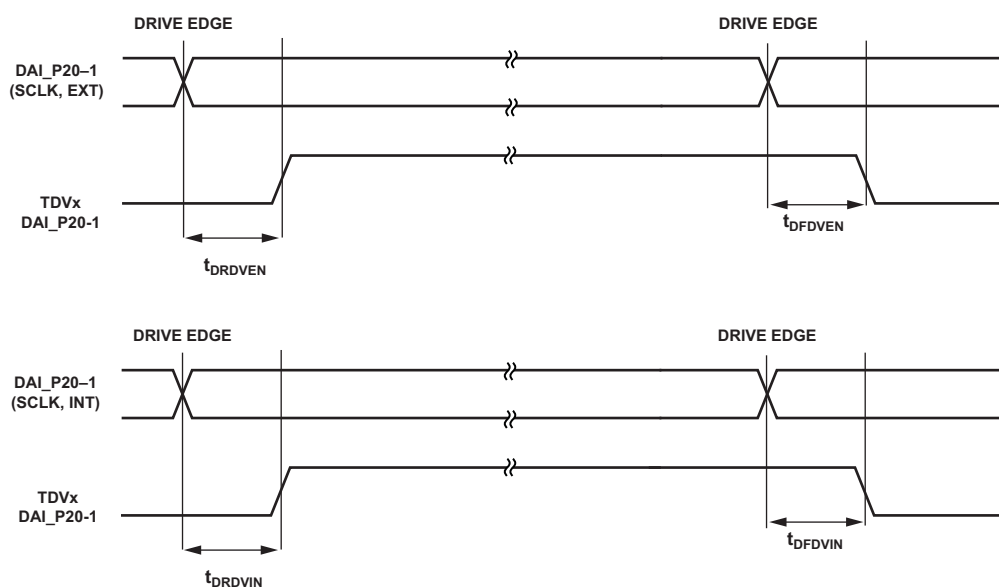 DRIVE EDGE
DRIVE EDGE
DAI_P20–1
(SCLK, EXT)
TDVx
DAI_P20-1
tDRDVEN
tDFDVEN
DRIVE EDGE
DRIVE EDGE
DAI_P20–1
(SCLK, INT)
TDVx
DAI_P20-1
tDRDVIN
tDFDVIN